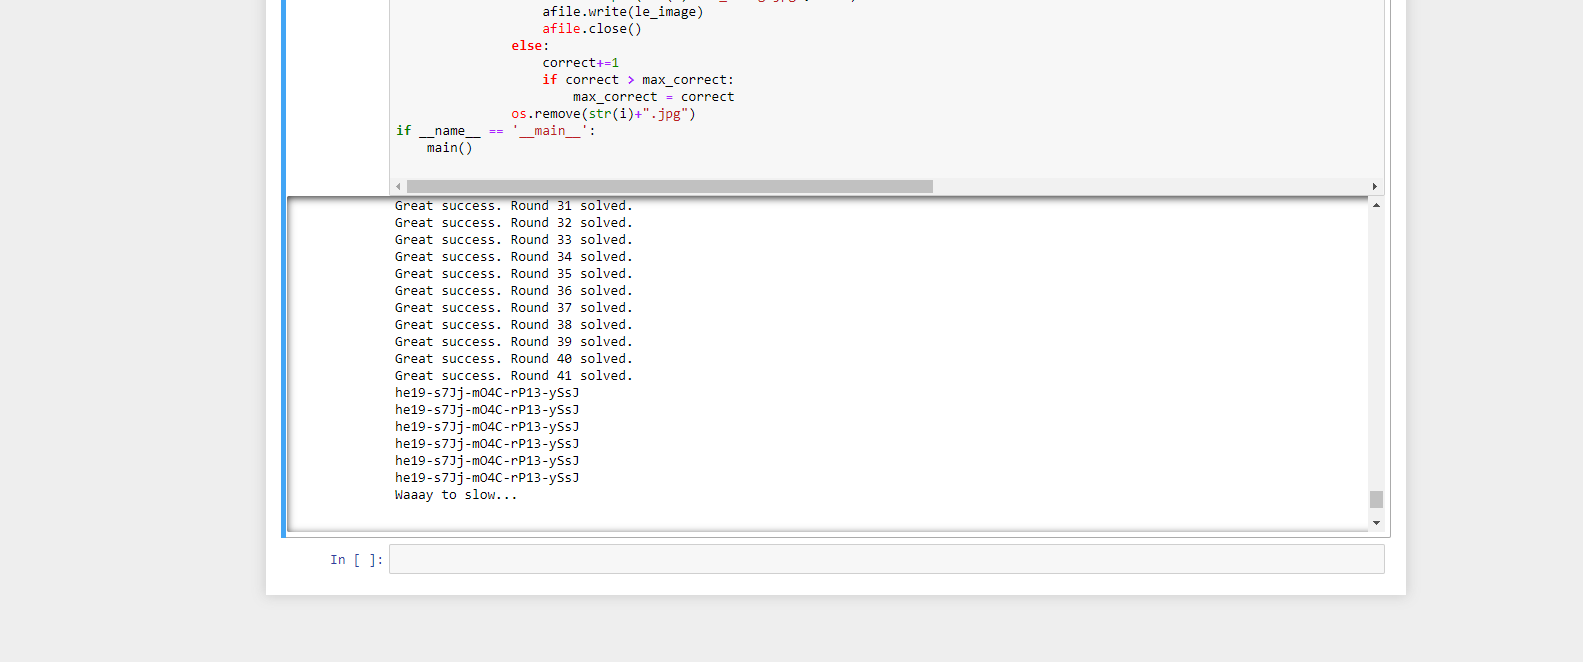 afile.write(le_image)
afile.close()
else:
correct+=1
if correct > max_correct:
max_correct = correct
os.remove(str(i)+".jpg")
if __name__ == '__main__':
main()
Great success. Round 31 solved.
Great success. Round 32 solved.
Great success. Round 33 solved.
Great success. Round 34 solved.
Great success. Round 35 solved.
Great success. Round 36 solved.
Great success. Round 37 solved.
Great success. Round 38 solved.
Great success. Round 39 solved.
Great success. Round 40 solved.
Great success. Round 41 solved.
he19-s7Jj-mO4C-rP13-ySsJ
he19-s7Jj-mO4C-rP13-ySsJ
he19-s7Jj-mO4C-rP13-ySsJ
he19-s7Jj-mO4C-rP13-ySsJ
he19-s7Jj-mO4C-rP13-ySsJ
he19-s7Jj-mO4C-rP13-ySsJ
Waaay to slow...
In [ ]: